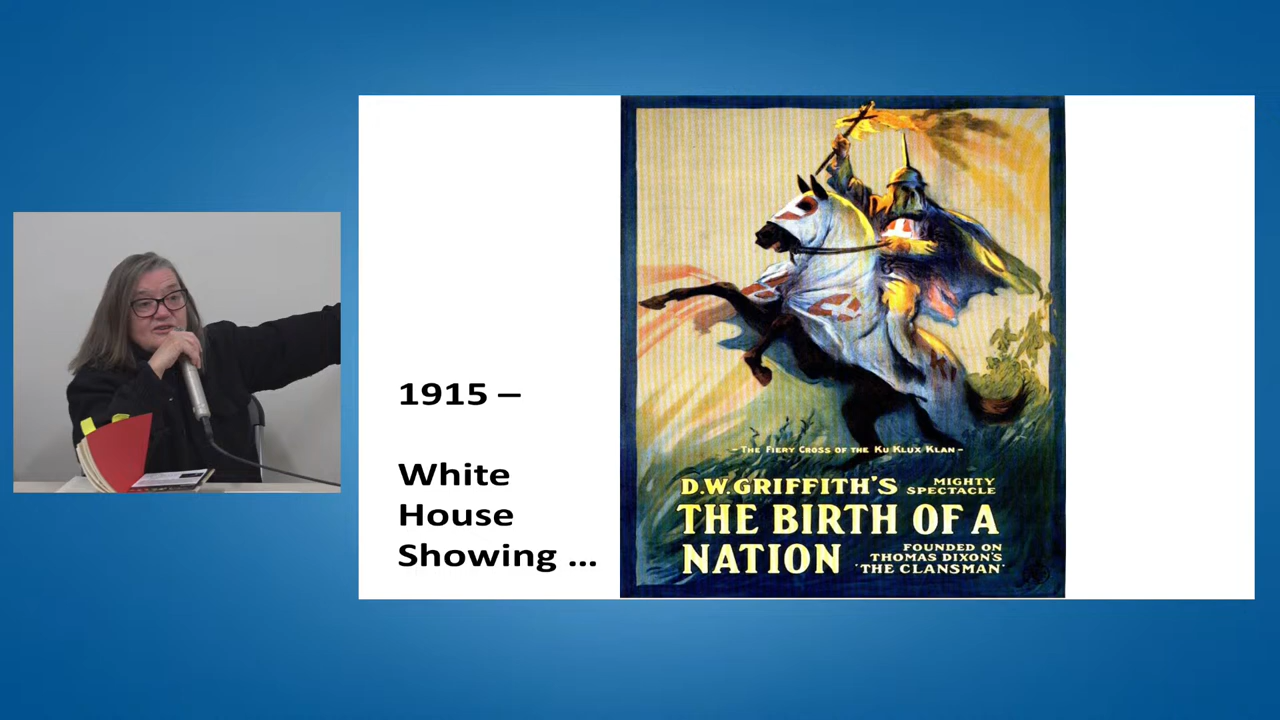 1915 –
White
House
Showing ...
– THE FIERY CROSS OF THE KU KLUX KLAN –
D.W. GRIFFITH'S MIGHTY SPECTACLE
THE BIRTH OF A
NATION
FOUNDED ON
THOMAS DIXON'S
'THE CLANSMAN'